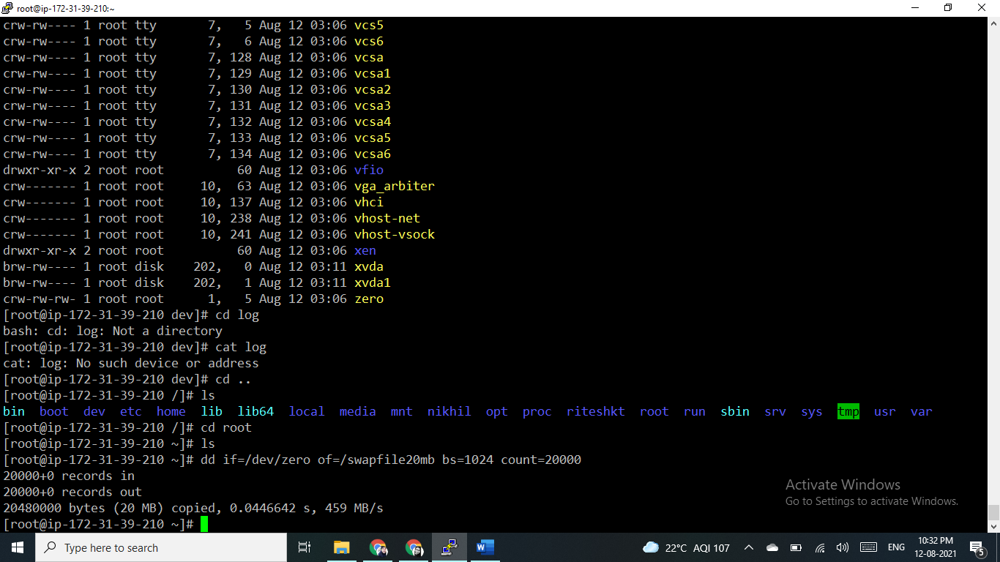 root@ip-172-31-39-210:~
crw-rw---- 1 root tty       7,   5 Aug 12 03:06 vcs5
crw-rw---- 1 root tty       7,   6 Aug 12 03:06 vcs6
crw-rw---- 1 root tty       7, 128 Aug 12 03:06 vcsa
crw-rw---- 1 root tty       7, 129 Aug 12 03:06 vcsa1
crw-rw---- 1 root tty       7, 130 Aug 12 03:06 vcsa2
crw-rw---- 1 root tty       7, 131 Aug 12 03:06 vcsa3
crw-rw---- 1 root tty       7, 132 Aug 12 03:06 vcsa4
crw-rw---- 1 root tty       7, 133 Aug 12 03:06 vcsa5
crw-rw---- 1 root tty       7, 134 Aug 12 03:06 vcsa6
drwxr-xr-x 2 root root          60 Aug 12 03:06 vfio
crw------- 1 root root     10,  63 Aug 12 03:06 vga_arbiter
crw------- 1 root root     10, 137 Aug 12 03:06 vhci
crw------- 1 root root     10, 238 Aug 12 03:06 vhost-net
crw------- 1 root root     10, 241 Aug 12 03:06 vhost-vsock
drwxr-xr-x 2 root root          60 Aug 12 03:06 xen
brw-rw---- 1 root disk    202,   0 Aug 12 03:11 xvda
brw-rw---- 1 root disk    202,   1 Aug 12 03:11 xvda1
crw-rw-rw- 1 root root      1,   5 Aug 12 03:06 zero
[root@ip-172-31-39-210 dev]# cd log
bash: cd: log: Not a directory
[root@ip-172-31-39-210 dev]# cat log
cat: log: No such device or address
[root@ip-172-31-39-210 dev]# cd ..
[root@ip-172-31-39-210 /]# ls
bin  boot  dev  etc  home  lib  lib64  local  media  mnt  nikhil  opt  proc  riteshkt  root  run  sbin  srv  sys  tmp  usr  var
[root@ip-172-31-39-210 /]# cd root
[root@ip-172-31-39-210 ~]# ls
[root@ip-172-31-39-210 ~]# dd if=/dev/zero of=/swapfile20mb bs=1024 count=20000
20000+0 records in
20000+0 records out
20480000 bytes (20 MB) copied, 0.0446642 s, 459 MB/s
[root@ip-172-31-39-210 ~]#
Activate Windows
Go to Settings to activate Windows.
Type here to search
22°C AQI 107
ENG
10:32 PM
12-08-2021
5